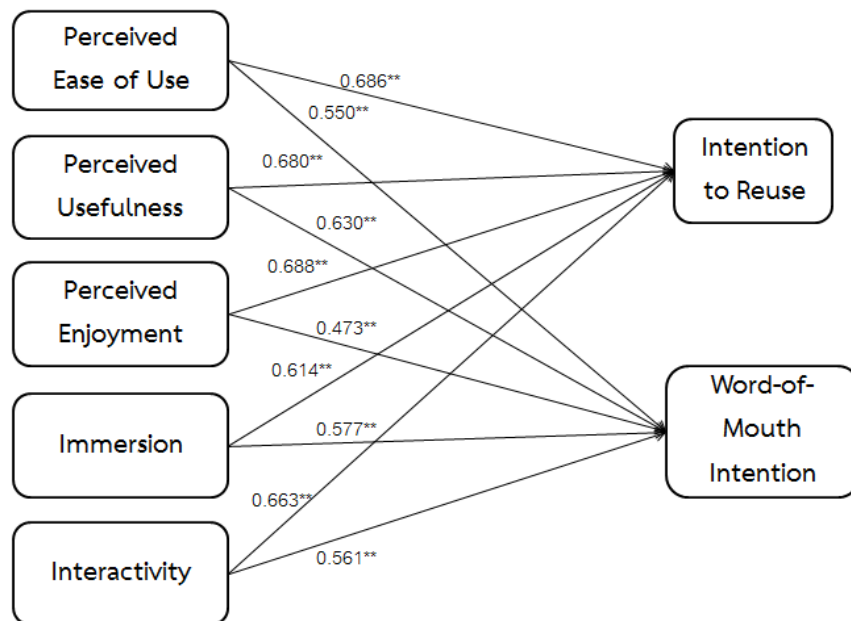 Perceived
Ease of Use
0.686**
0.550**
Intention
to Reuse
Perceived
Usefulness
0.680**
0.630**
Perceived
Enjoyment
0.688**
0.473**
0.614**
Word-of-
Mouth
Intention
Immersion
0.577**
0.663**
Interactivity
0.561**